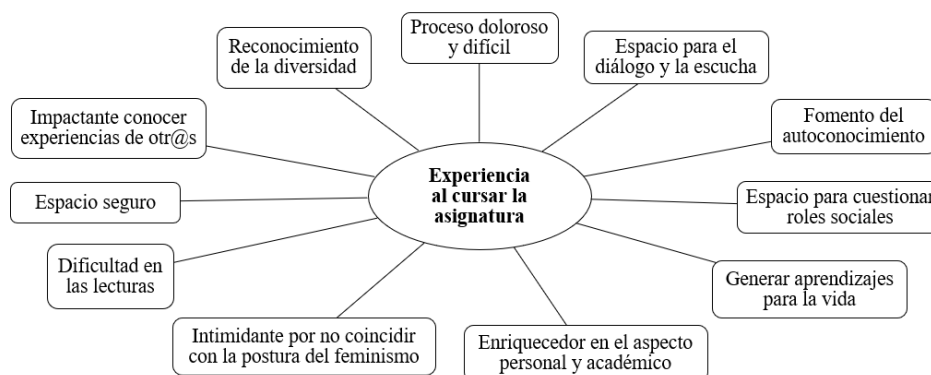 Proceso doloroso
y difícil
Reconocimiento
de la diversidad
Espacio para el
diálogo y la escucha
Impactante conocer
experiencias de otr@s
Fomento del
autoconocimiento
Experiencia
al cursar la
asignatura
Espacio seguro
Espacio para cuestionar
roles sociales
Dificultad en
las lecturas
Generar aprendizajes
para la vida
Intimidante por no coincidir
con la postura del feminismo
Enriquecedor en el aspecto
personal y académico